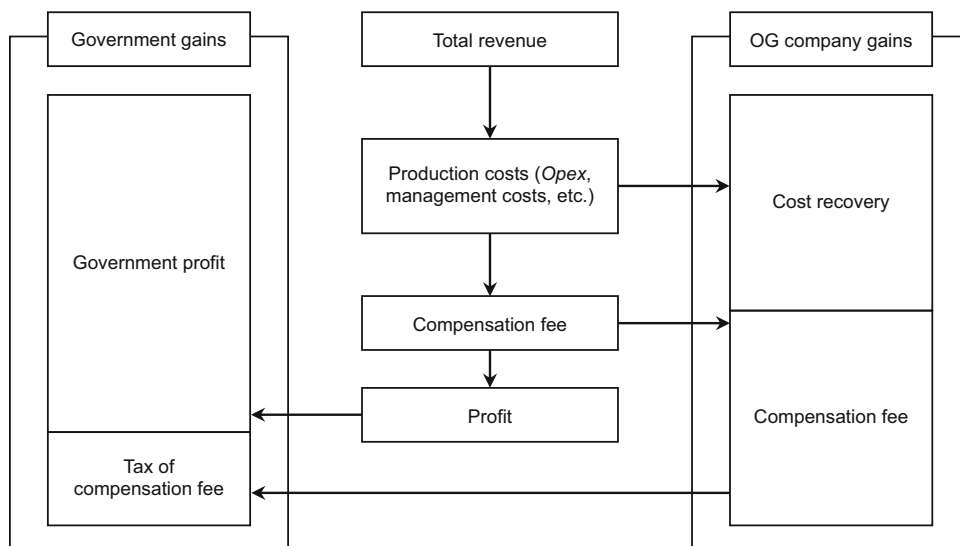 Government gains
Total revenue
OG company gains
Production costs (Opex,
management costs, etc.)
Cost recovery
Government profit
Compensation fee
Profit
Compensation fee
Tax of
compensation fee